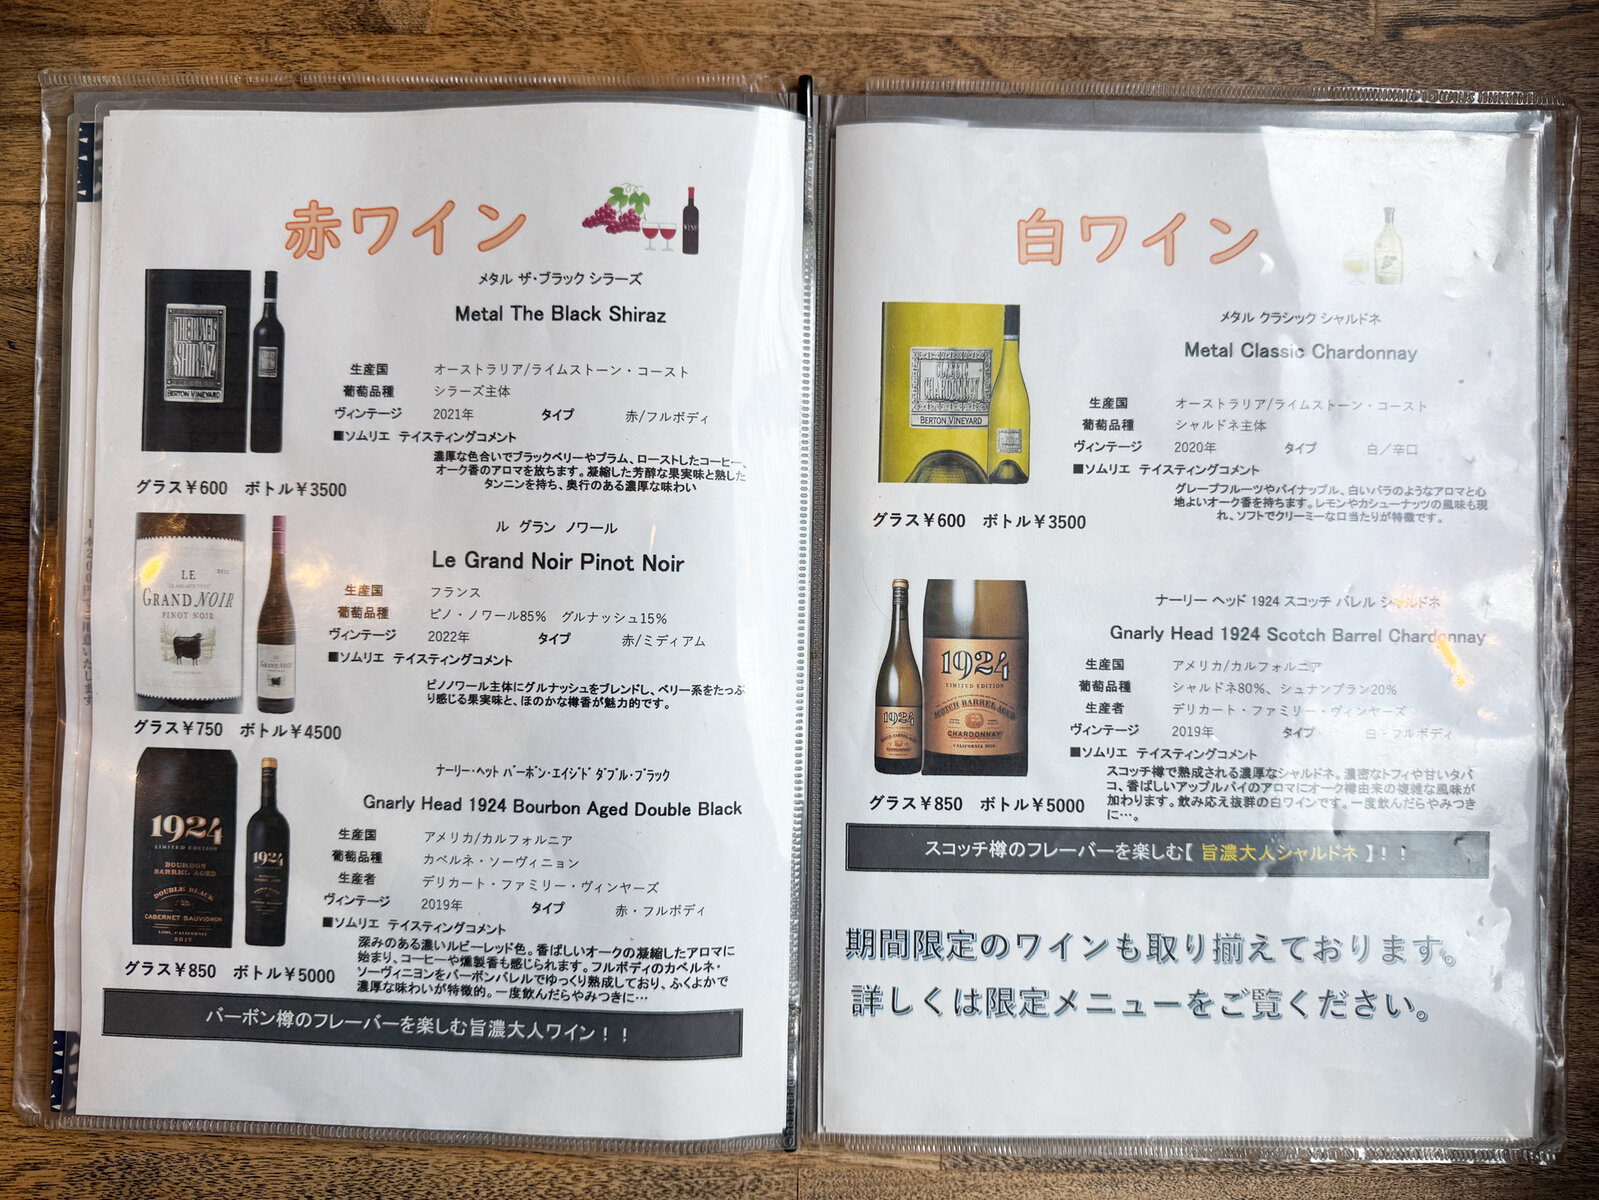 赤ワイン
WINE
メタル ザ・ブラック シラーズ
Metal The Black Shiraz
THE BLACK
SHIRAZ
BERTON VINEYARD
生産国 オーストラリア/ライムストーン・コースト
葡萄品種 シラーズ主体
ヴィンテージ 2021年 タイプ 赤/フルボディ
■ソムリエ テイスティングコメント
濃厚な色合いでブラックベリーやプラム、ローストしたコーヒー、
オーク香のアロマを放ちます。凝縮した芳醇な果実味と熟した
タンニンを持ち、奥行のある濃厚な味わい
グラス¥600 ボトル¥3500
ル グラン ノワール
Le Grand Noir Pinot Noir
LE
GRAND NOIR
PINOT NOIR
生産国 フランス
葡萄品種 ピノ・ノワール85% グルナッシュ15%
ヴィンテージ 2022年 タイプ 赤/ミディアム
■ソムリエ テイスティングコメント
ピノノワール主体にグルナッシュをブレンドし、ベリー系をたっぷ
り感じる果実味と、ほのかな樽香が魅力的です。
グラス¥750 ボトル¥4500
ナーリー・ヘット バーボン・エイジド ダブル・ブラック
Gnarly Head 1924 Bourbon Aged Double Black
1924
LIMITED EDITION
BOURBON
BARREL AGED
DOUBLE BLACK
CABERNET SAUVIGNON
LODI, CALIFORNIA
2017
1924
生産国 アメリカ/カルフォルニア
葡萄品種 カベルネ・ソーヴィニョン
生産者 デリカート・ファミリー・ヴィンヤーズ
ヴィンテージ 2019年 タイプ 赤・フルボディ
■ソムリエ テイスティングコメント
深みのある濃いルビーレッド色。香ばしいオークの凝縮したアロマに
始まり、コーヒーや燻製香も感じられます。フルボディのカベルネ・
ソーヴィニヨンをバーボンバレルでゆっくり熟成しており、ふくよかで
濃厚な味わいが特徴的。一度飲んだらやみつきに…
グラス¥850 ボトル¥5000
バーボン樽のフレーバーを楽しむ旨濃大人ワイン！！
白ワイン
メタル クラシック シャルドネ
Metal Classic Chardonnay
CHARDONNAY
BERTON VINEYARD
生産国 オーストラリア/ライムストーン・コースト
葡萄品種 シャルドネ主体
ヴィンテージ 2020年 タイプ 白／辛口
■ソムリエ テイスティングコメント
グレープフルーツやパイナップル、白いバラのようなアロマと心
地よいオーク香を持ちます。レモンやカシューナッツの風味も現
れ、ソフトでクリーミーな口当たりが特徴です。
グラス¥600 ボトル¥3500
ナーリー ヘッド 1924 スコッチ バレル シャルドネ
Gnarly Head 1924 Scotch Barrel Chardonnay
1924
LIMITED EDITION
SCOTCH BARREL AGED
CHARDONNAY
1924
生産国 アメリカ/カルフォルニア
葡萄品種 シャルドネ80%、シュナンブラン20%
生産者 デリカート・ファミリー・ヴィンヤーズ
ヴィンテージ 2019年 タイプ 白・フルボディ
■ソムリエ テイスティングコメント
スコッチ樽で熟成される濃厚なシャルドネ。濃密なトフィや甘いタバ
コ、香ばしいアップルパイのアロマにオーク樽由来の複雑な風味が
加わります。飲み応え抜群の白ワインです。一度飲んだらやみつき
に…。
グラス¥850 ボトル¥5000
スコッチ樽のフレーバーを楽しむ【 旨濃大人シャルドネ 】！！
期間限定のワインも取り揃えております。
詳しくは限定メニューをご覧ください。